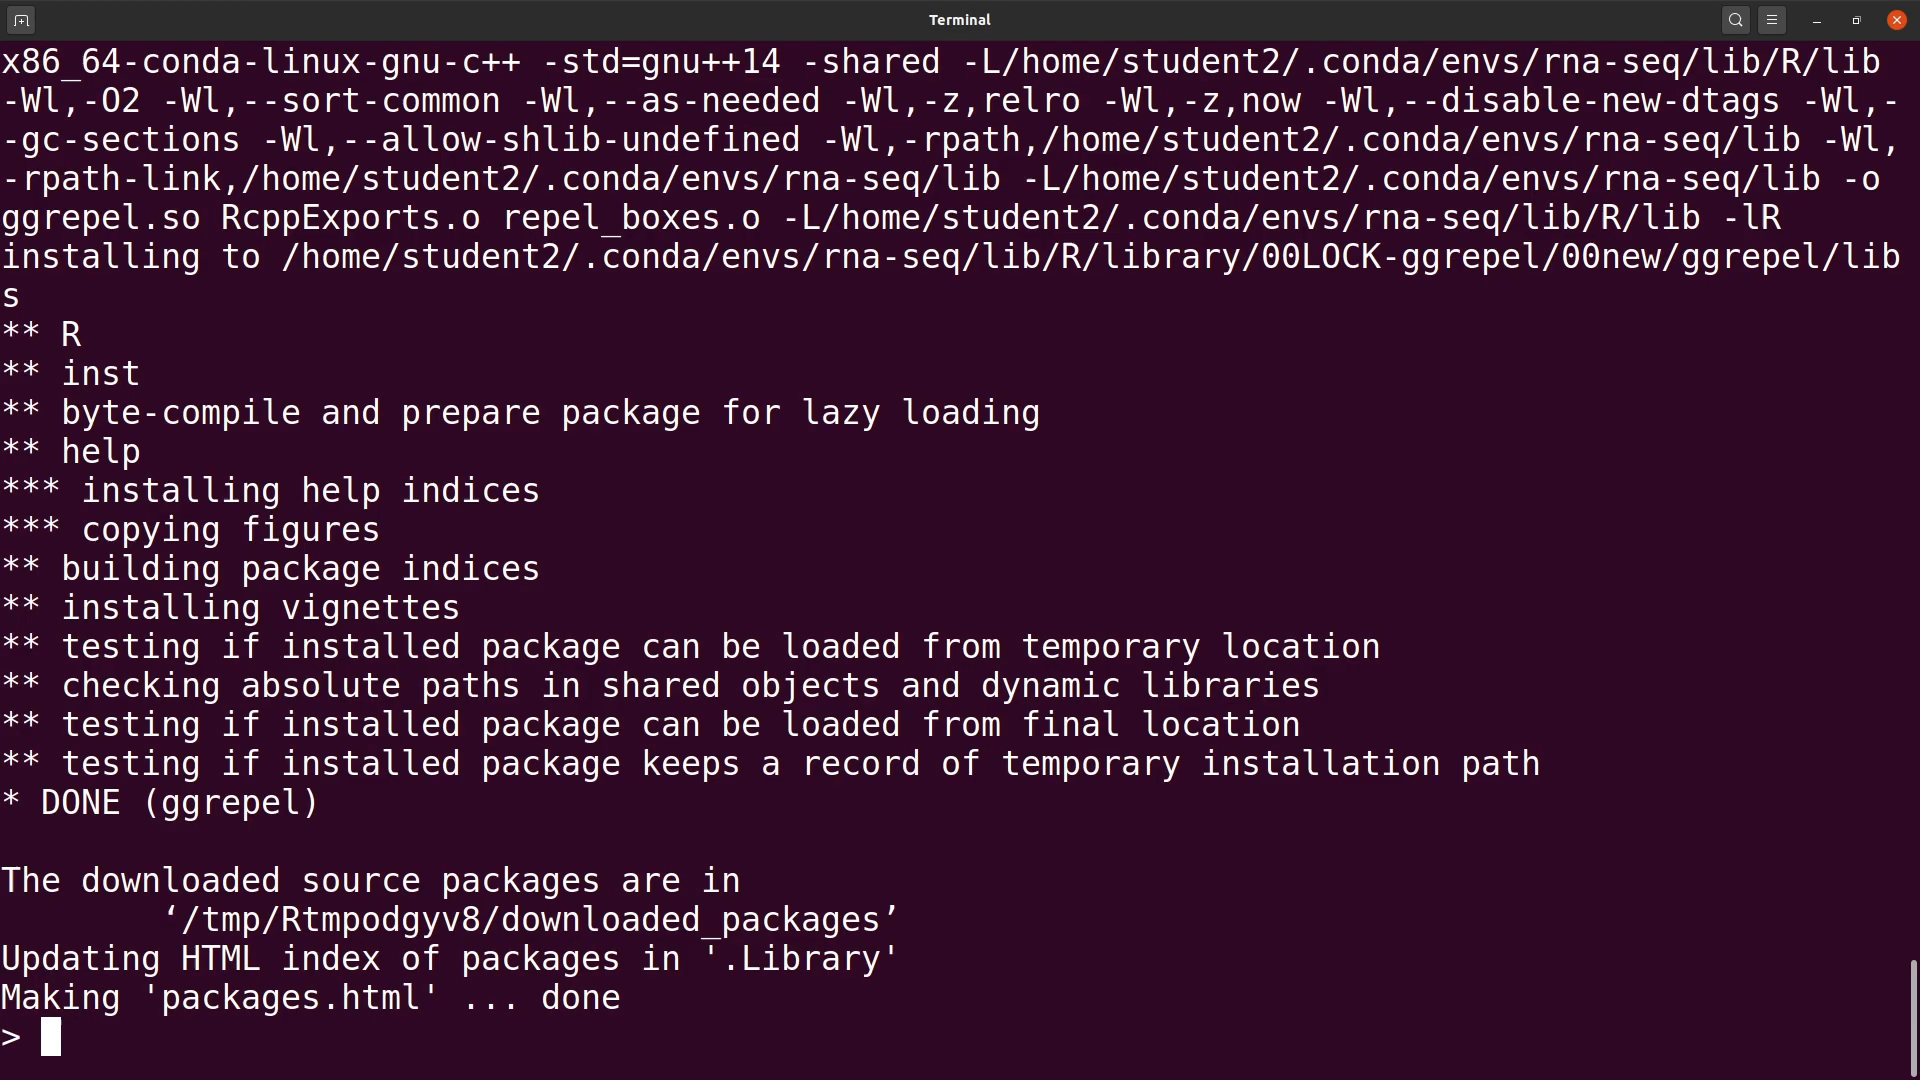 Terminal
x86_64-conda-linux-gnu-c++ -std=gnu++14 -shared -L/home/student2/.conda/envs/rna-seq/lib/R/lib
-Wl,-O2 -Wl,--sort-common -Wl,--as-needed -Wl,-z,relro -Wl,-z,now -Wl,--disable-new-dtags -Wl,-
-gc-sections -Wl,--allow-shlib-undefined -Wl,-rpath,/home/student2/.conda/envs/rna-seq/lib -Wl,
-rpath-link,/home/student2/.conda/envs/rna-seq/lib -L/home/student2/.conda/envs/rna-seq/lib -o
ggrepel.so RcppExports.o repel_boxes.o -L/home/student2/.conda/envs/rna-seq/lib/R/lib -lR
installing to /home/student2/.conda/envs/rna-seq/lib/R/library/00LOCK-ggrepel/00new/ggrepel/lib
s
** R
** inst
** byte-compile and prepare package for lazy loading
** help
*** installing help indices
*** copying figures
** building package indices
** installing vignettes
** testing if installed package can be loaded from temporary location
** checking absolute paths in shared objects and dynamic libraries
** testing if installed package can be loaded from final location
** testing if installed package keeps a record of temporary installation path
* DONE (ggrepel)

The downloaded source packages are in
        ‘/tmp/Rtmpodgyv8/downloaded_packages’
Updating HTML index of packages in '.Library'
Making 'packages.html' ... done
>